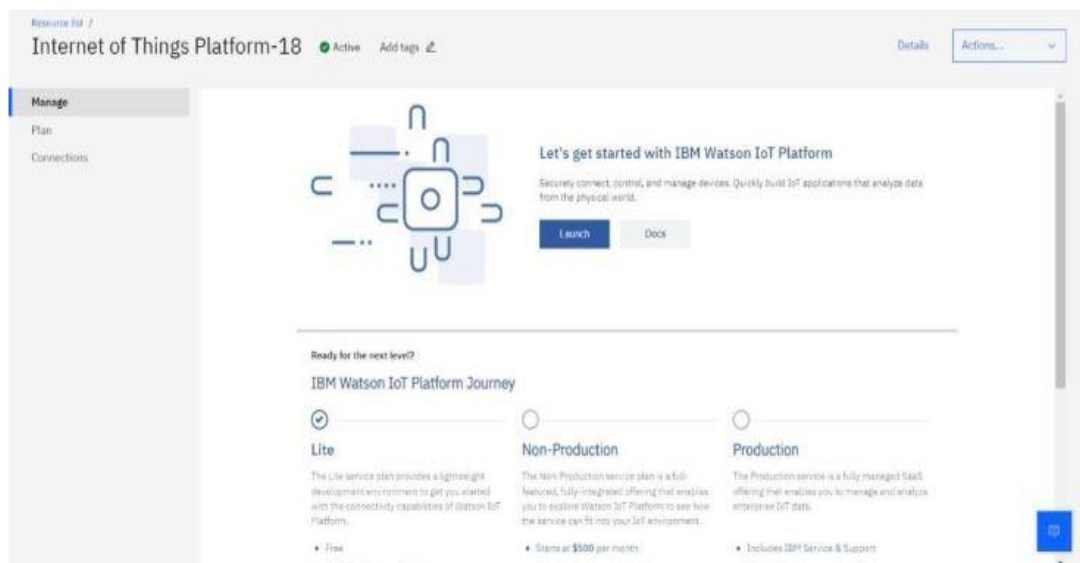 Resource list /
Internet of Things Platform-18
Active
Add tags
Details
Actions...
Manage
Plan
Connections
Let's get started with IBM Watson IoT Platform
Securely connect, control, and manage devices. Quickly build IoT applications that analyze data
from the physical world.
Launch
Docs
Ready for the next level?
IBM Watson IoT Platform Journey
Lite
The Lite service plan provides a lightweight
development environment to get you started
with the connectivity capabilities of Watson IoT
Platform.
• Free
Non-Production
The Non-Production service plan is a full-
featured, fully-integrated offering that enables
you to explore Watson IoT Platform to see how
the service can fit into your IoT environment.
• Starts at $500 per month
Production
The Production service is a fully managed SaaS
offering that enables you to manage and analyze
enterprise IoT data.
• Includes IBM Service & Support